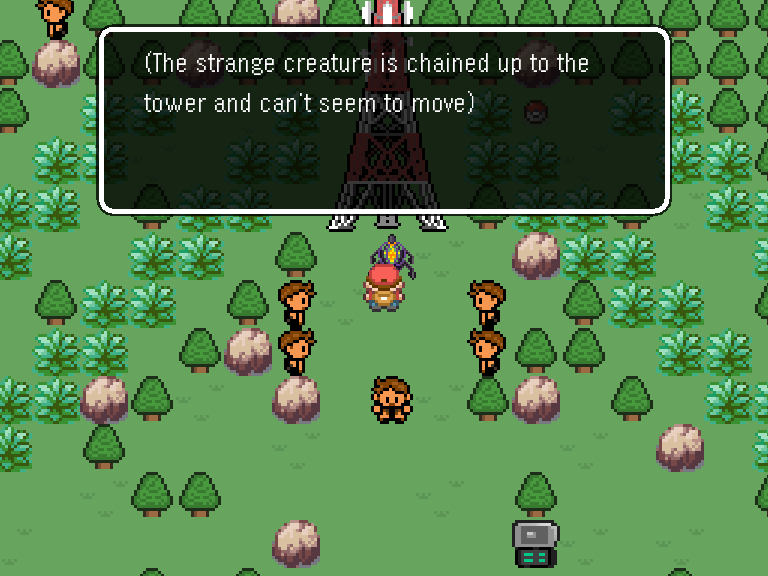 (The strange creature is chained up to the
tower and can't seem to move)